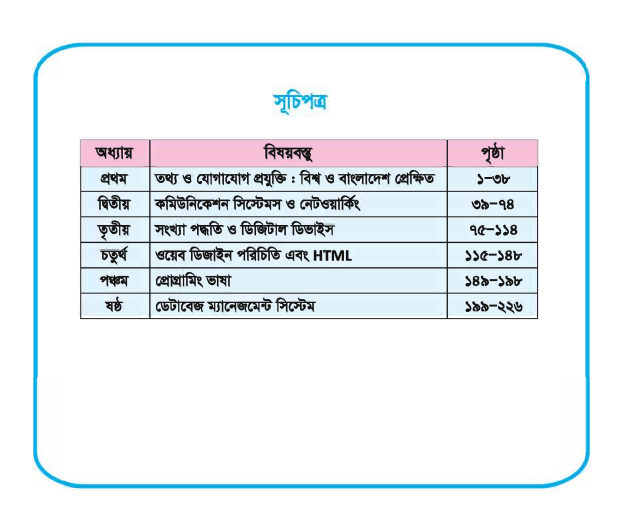 সূচিপত্র
অধ্যায় বিষয়বস্তু পৃষ্ঠা
প্রথম তথ্য ও যোগাযোগ প্রযুক্তি : বিশ্ব ও বাংলাদেশ প্রেক্ষিত ১–৩৮
দ্বিতীয় কমিউনিকেশন সিস্টেমস ও নেটওয়ার্কিং ৩৯–৭৪
তৃতীয় সংখ্যা পদ্ধতি ও ডিজিটাল ডিভাইস ৭৫–১১৪
চতুর্থ ওয়েব ডিজাইন পরিচিতি এবং HTML ১১৫–১৪৮
পঞ্চম প্রোগ্রামিং ভাষা ১৪৯–১৯৮
ষষ্ঠ ডেটাবেজ ম্যানেজমেন্ট সিস্টেম ১৯৯–২২৬